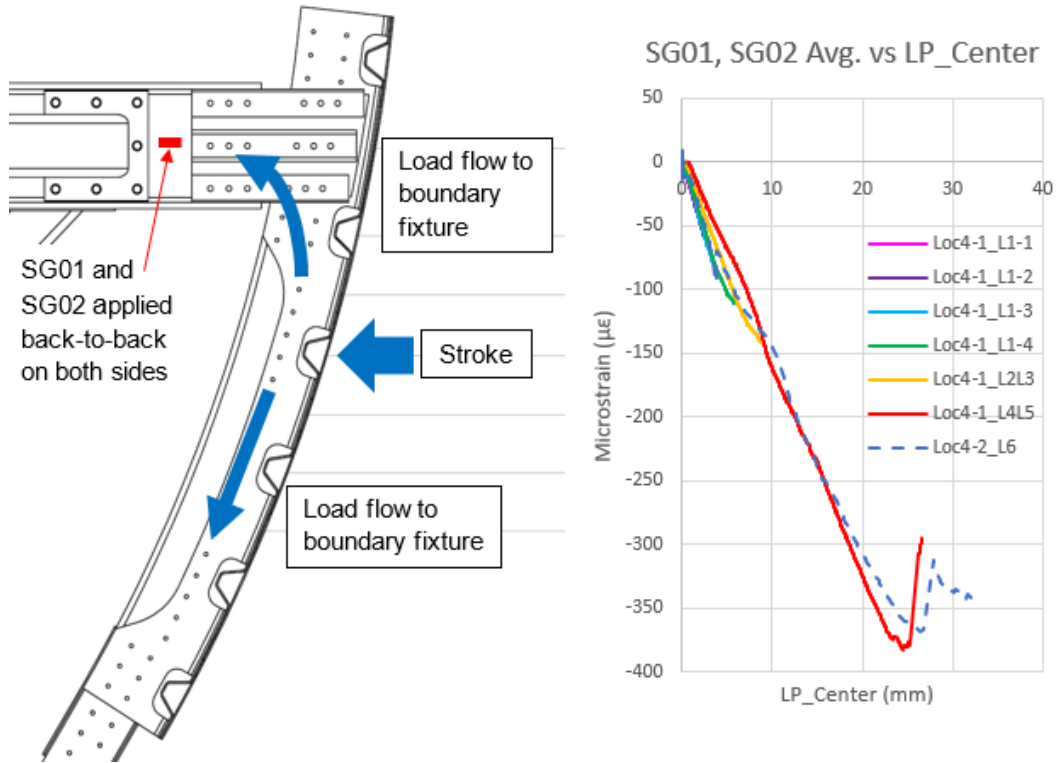 Load flow to
boundary
fixture
SG01 and
SG02 applied
back-to-back
on both sides
Stroke
Load flow to
boundary fixture
SG01, SG02 Avg. vs LP_Center
50
0
-50
-100
-150
-200
-250
-300
-350
-400
0
10
20
30
40
Microstrain (με)
LP_Center (mm)
Loc4-1_L1-1
Loc4-1_L1-2
Loc4-1_L1-3
Loc4-1_L1-4
Loc4-1_L2L3
Loc4-1_L4L5
Loc4-2_L6